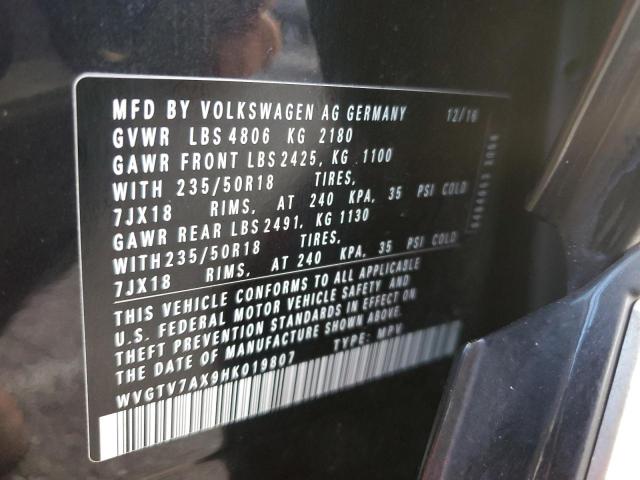 MFD BY VOLKSWAGEN AG GERMANY 12/16
GVWR LBS 4806 KG 2180
GAWR FRONT LBS 2425, KG 1100
WITH 235/50R18 TIRES,
7JX18 RIMS, AT 240 KPA, 35 PSI COLD
GAWR REAR LBS 2491, KG 1130
WITH 235/50R18 TIRES,
7JX18 RIMS, AT 240 KPA, 35 PSI COLD
THIS VEHICLE CONFORMS TO ALL APPLICABLE
U.S. FEDERAL MOTOR VEHICLE SAFETY AND
THEFT PREVENTION STANDARDS IN EFFECT ON
THE DATE OF MANUFACTURE SHOWN ABOVE.
WVGTV7AX9HK019807 TYPE: MPV